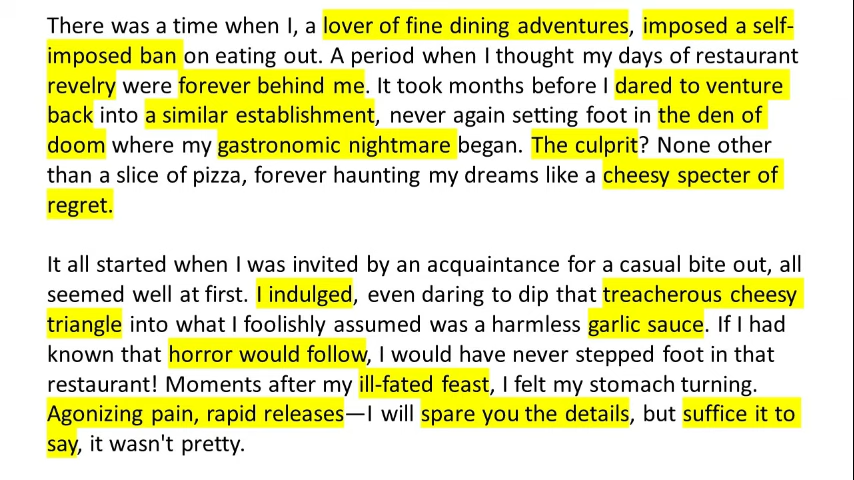 There was a time when I, a lover of fine dining adventures, imposed a self-
imposed ban on eating out. A period when I thought my days of restaurant
revelry were forever behind me. It took months before I dared to venture
back into a similar establishment, never again setting foot in the den of
doom where my gastronomic nightmare began. The culprit? None other
than a slice of pizza, forever haunting my dreams like a cheesy specter of
regret.
It all started when I was invited by an acquaintance for a casual bite out, all
seemed well at first. I indulged, even daring to dip that treacherous cheesy
triangle into what I foolishly assumed was a harmless garlic sauce. If I had
known that horror would follow, I would have never stepped foot in that
restaurant! Moments after my ill-fated feast, I felt my stomach turning.
Agonizing pain, rapid releases—I will spare you the details, but suffice it to
say, it wasn't pretty.